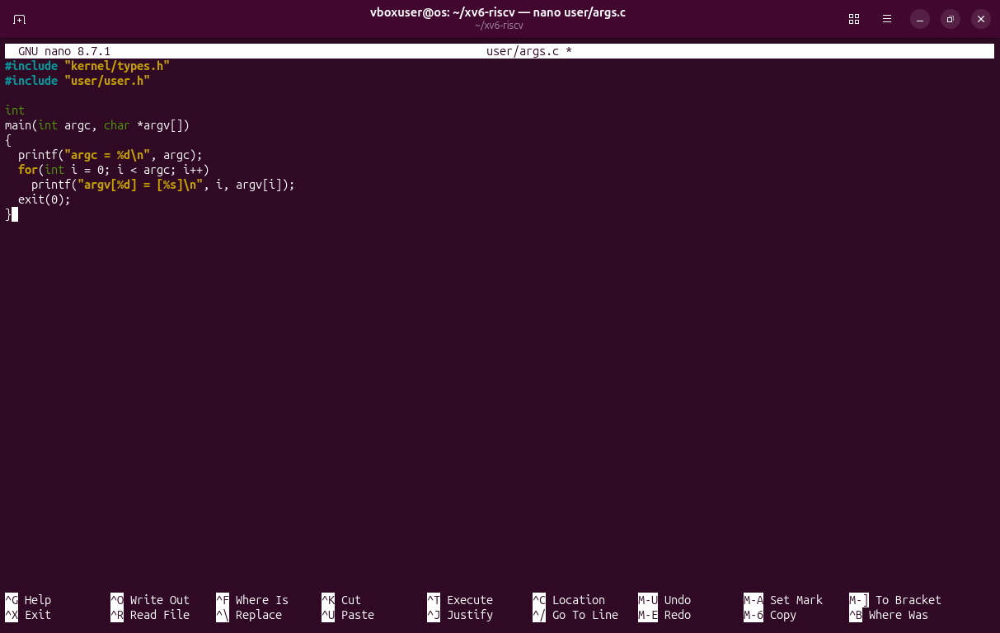 vboxuser@os: ~/xv6-riscv — nano user/args.c
~/xv6-riscv
GNU nano 8.7.1 user/args.c *
#include "kernel/types.h"
#include "user/user.h"

int
main(int argc, char *argv[])
{
  printf("argc = %d\n", argc);
  for(int i = 0; i < argc; i++)
    printf("argv[%d] = [%s]\n", i, argv[i]);
  exit(0);
}
^G Help ^O Write Out ^F Where Is ^K Cut ^T Execute ^C Location M-U Undo M-A Set Mark M-] To Bracket
^X Exit ^R Read File ^\ Replace ^U Paste ^J Justify ^/ Go To Line M-E Redo M-6 Copy ^B Where Was